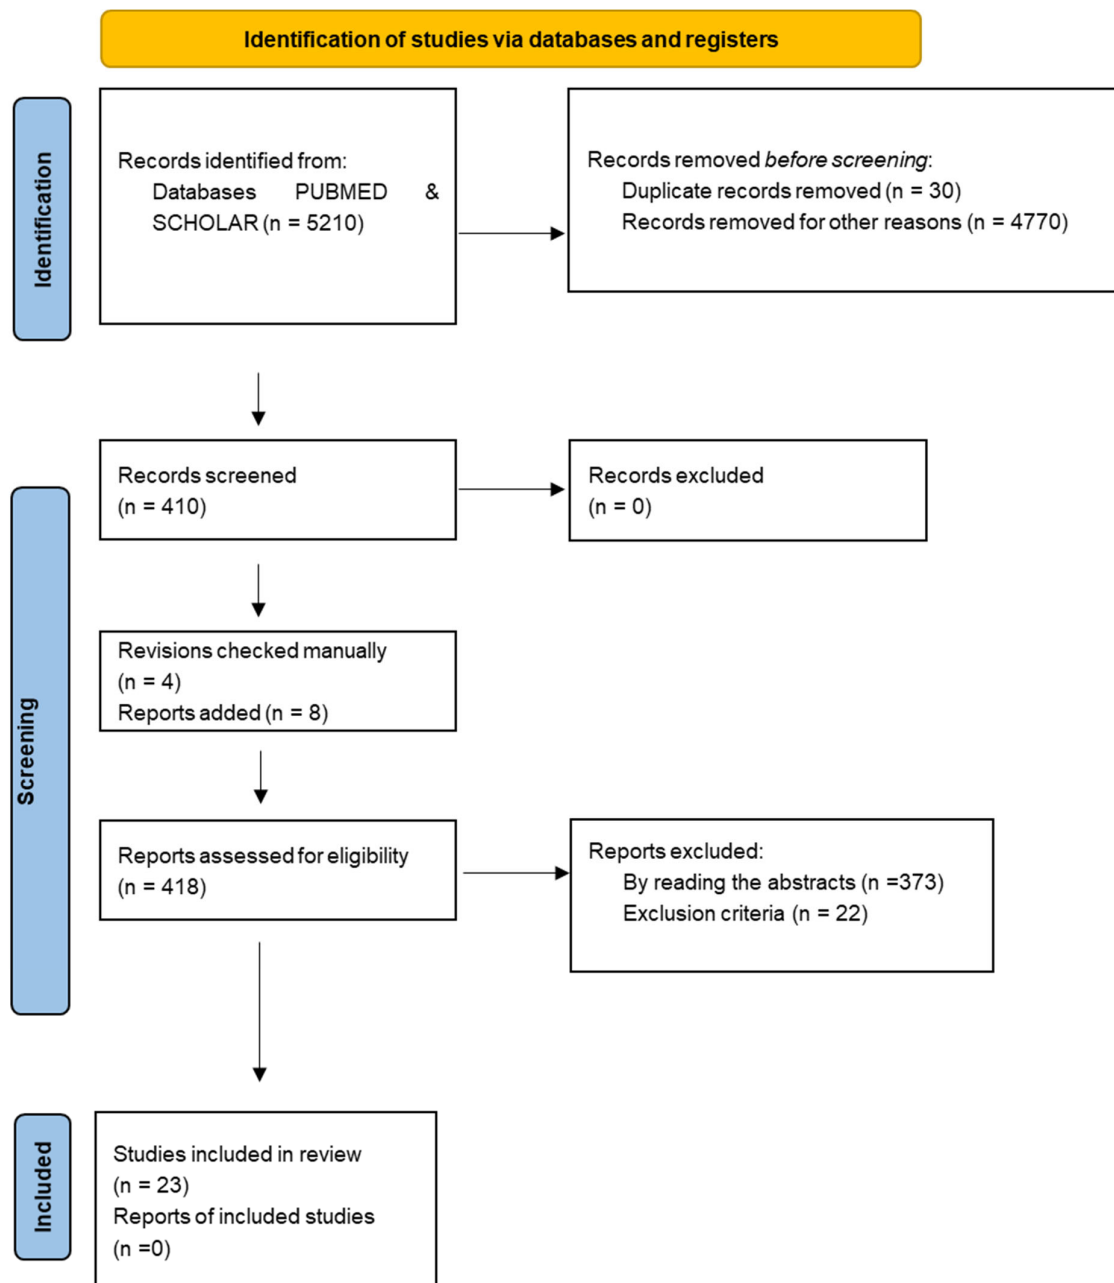 Identification of studies via databases and registers
Identification
Records identified from:
Databases PUBMED &
SCHOLAR (n = 5210)
Records removed before screening:
Duplicate records removed (n = 30)
Records removed for other reasons (n = 4770)
Screening
Records screened
(n = 410)
Records excluded
(n = 0)
Revisions checked manually
(n = 4)
Reports added (n = 8)
Reports assessed for eligibility
(n = 418)
Reports excluded:
By reading the abstracts (n =373)
Exclusion criteria (n = 22)
Included
Studies included in review
(n = 23)
Reports of included studies
(n =0)